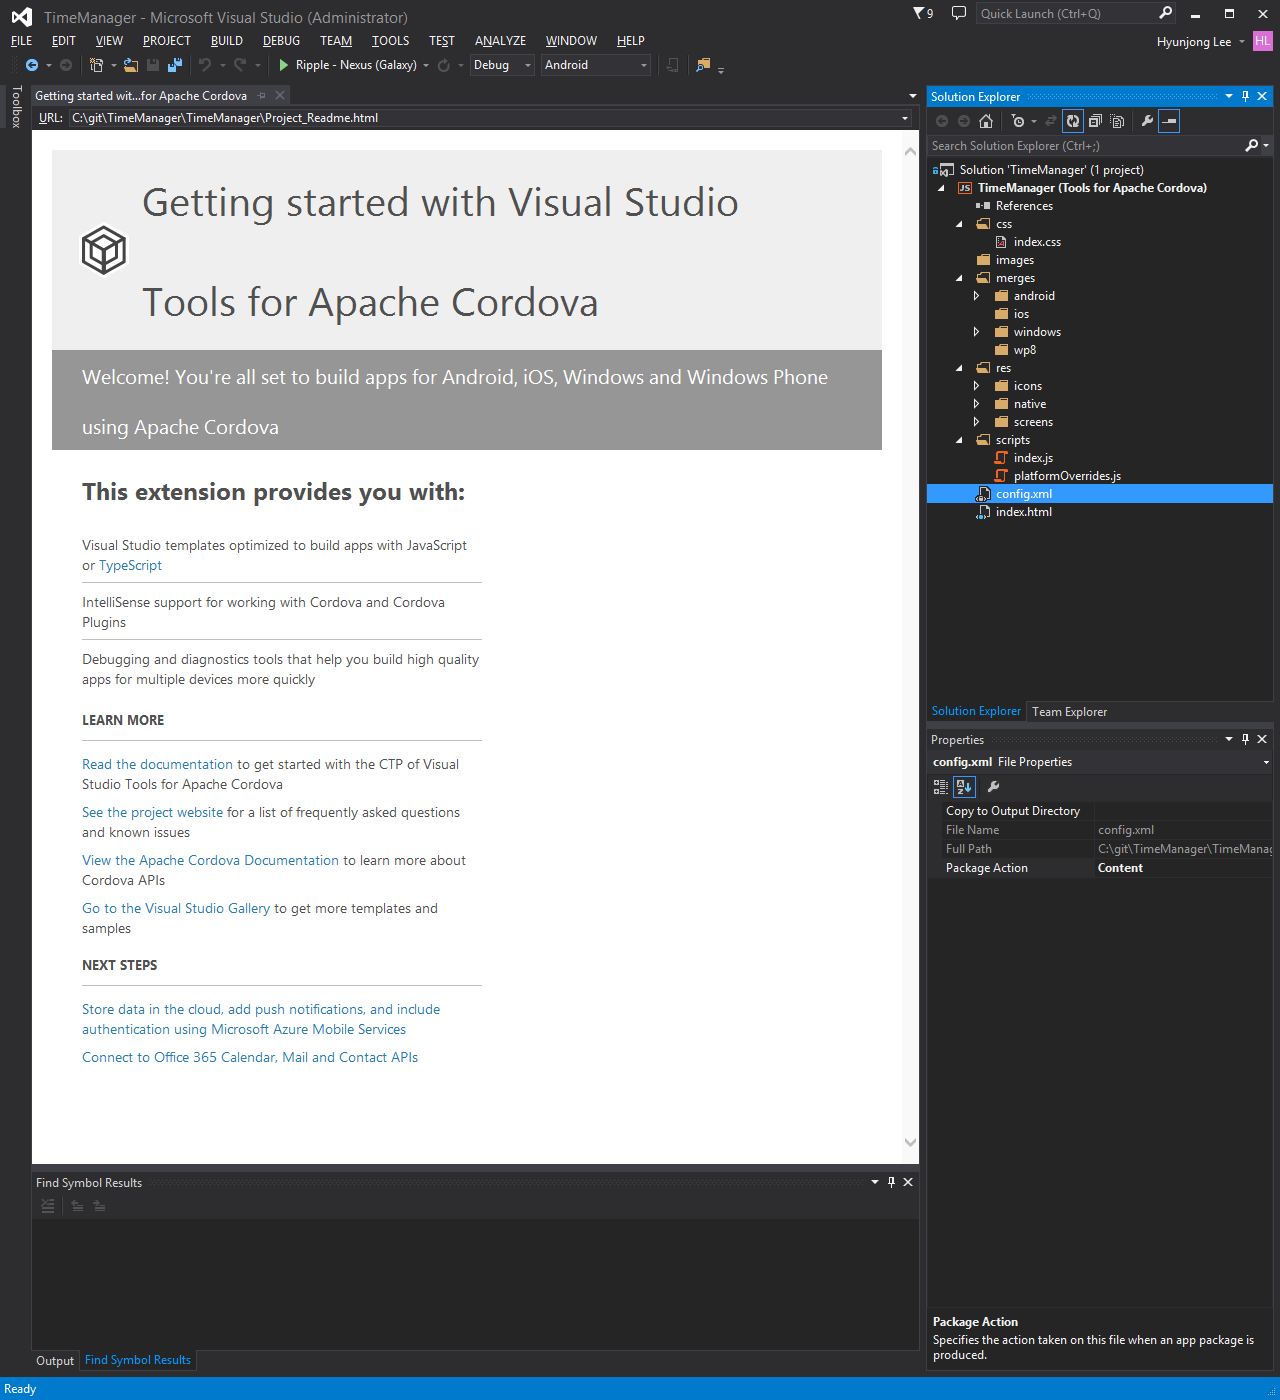 TimeManager - Microsoft Visual Studio (Administrator)
9
Quick Launch (Ctrl+Q)
FILE EDIT VIEW PROJECT BUILD DEBUG TEAM TOOLS TEST ANALYZE WINDOW HELP
Hyunjong Lee HL
Ripple - Nexus (Galaxy) Debug Android
Toolbox
Getting started wit...for Apache Cordova
URL: C:\git\TimeManager\TimeManager\Project_Readme.html
Getting started with Visual Studio
Tools for Apache Cordova
Welcome! You're all set to build apps for Android, iOS, Windows and Windows Phone
using Apache Cordova
This extension provides you with:
Visual Studio templates optimized to build apps with JavaScript
or TypeScript
IntelliSense support for working with Cordova and Cordova
Plugins
Debugging and diagnostics tools that help you build high quality
apps for multiple devices more quickly
LEARN MORE
Read the documentation to get started with the CTP of Visual
Studio Tools for Apache Cordova
See the project website for a list of frequently asked questions
and known issues
View the Apache Cordova Documentation to learn more about
Cordova APIs
Go to the Visual Studio Gallery to get more templates and
samples
NEXT STEPS
Store data in the cloud, add push notifications, and include
authentication using Microsoft Azure Mobile Services
Connect to Office 365 Calendar, Mail and Contact APIs
Find Symbol Results
Output Find Symbol Results
Solution Explorer
Search Solution Explorer (Ctrl+;)
Solution 'TimeManager' (1 project)
JS TimeManager (Tools for Apache Cordova)
References
css
index.css
images
merges
android
ios
windows
wp8
res
icons
native
screens
scripts
index.js
platformOverrides.js
config.xml
index.html
Solution Explorer Team Explorer
Properties
config.xml File Properties
Copy to Output Directory
File Name config.xml
Full Path C:\git\TimeManager\TimeManag
Package Action Content
Package Action
Specifies the action taken on this file when an app package is
produced.
Ready